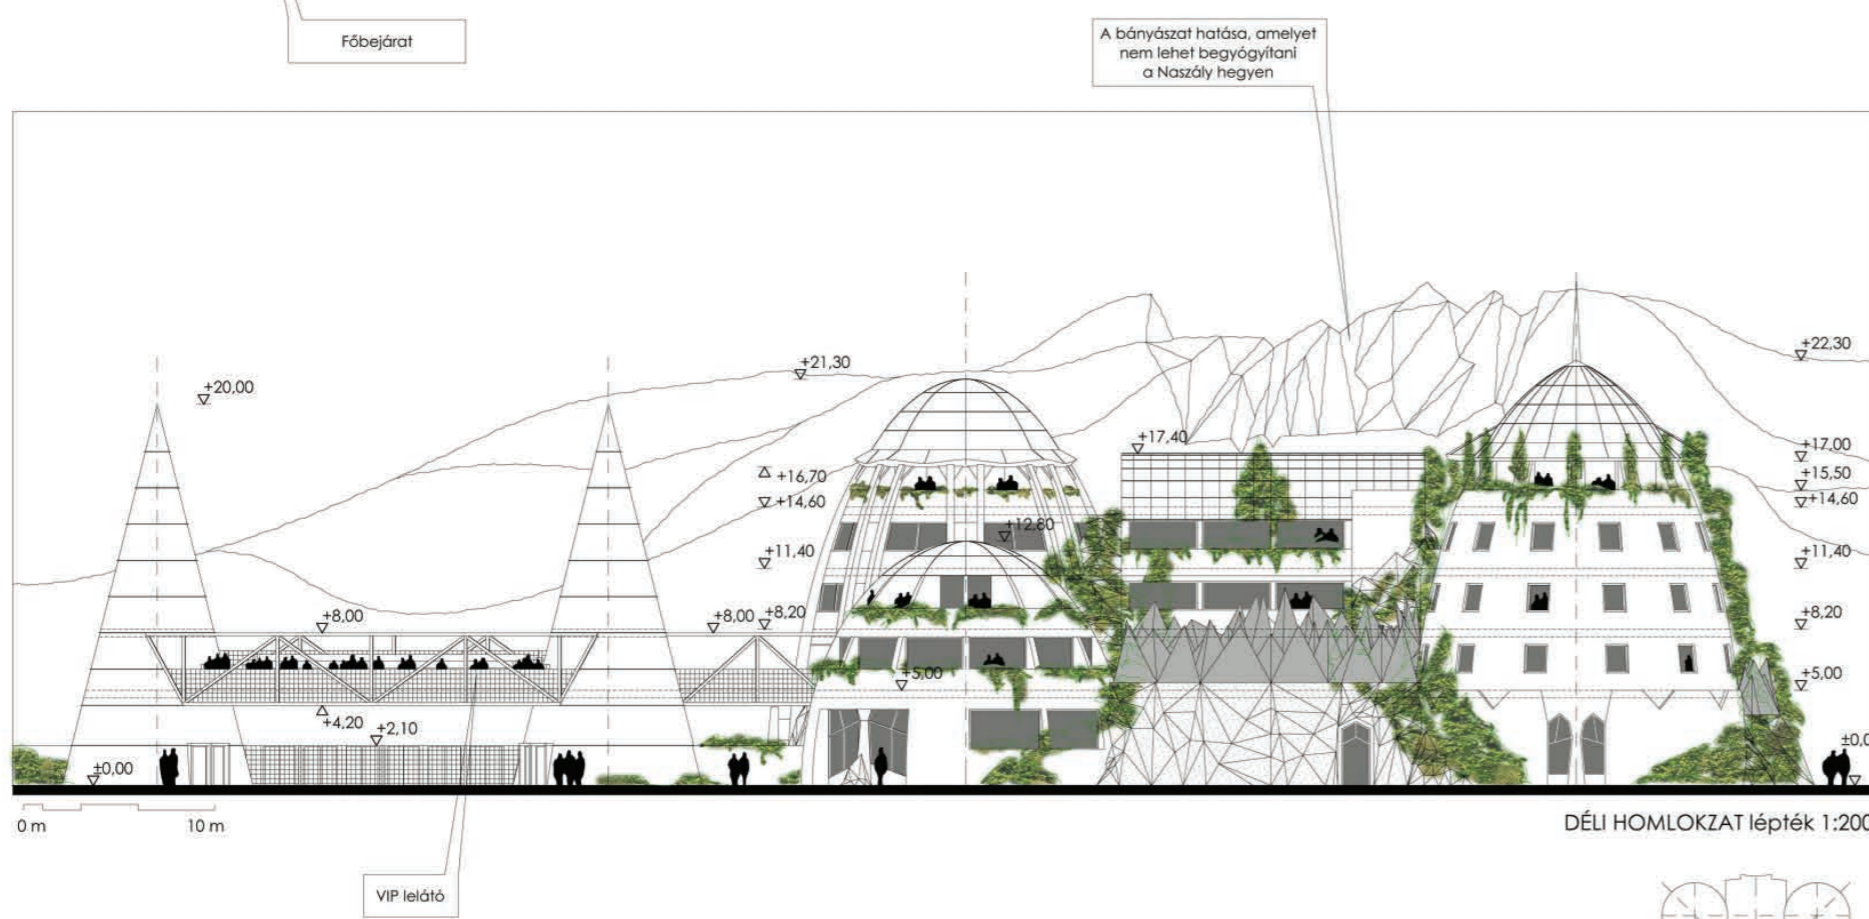 Főbejárat
A bányászat hatása, amelyet
nem lehet begyógyítani
a Naszály hegyen
+22,30
+21,30
+20,00
+17,40
+17,00
+16,70
+15,50
+14,60
+14,60
+12,80
+11,40
+11,40
+8,00
+8,00
+8,20
+8,20
+5,00
+5,00
+4,20
+2,10
±0,00
±0,0
0 m
10 m
DÉLI HOMLOKZAT lépték 1:200
VIP lelátó